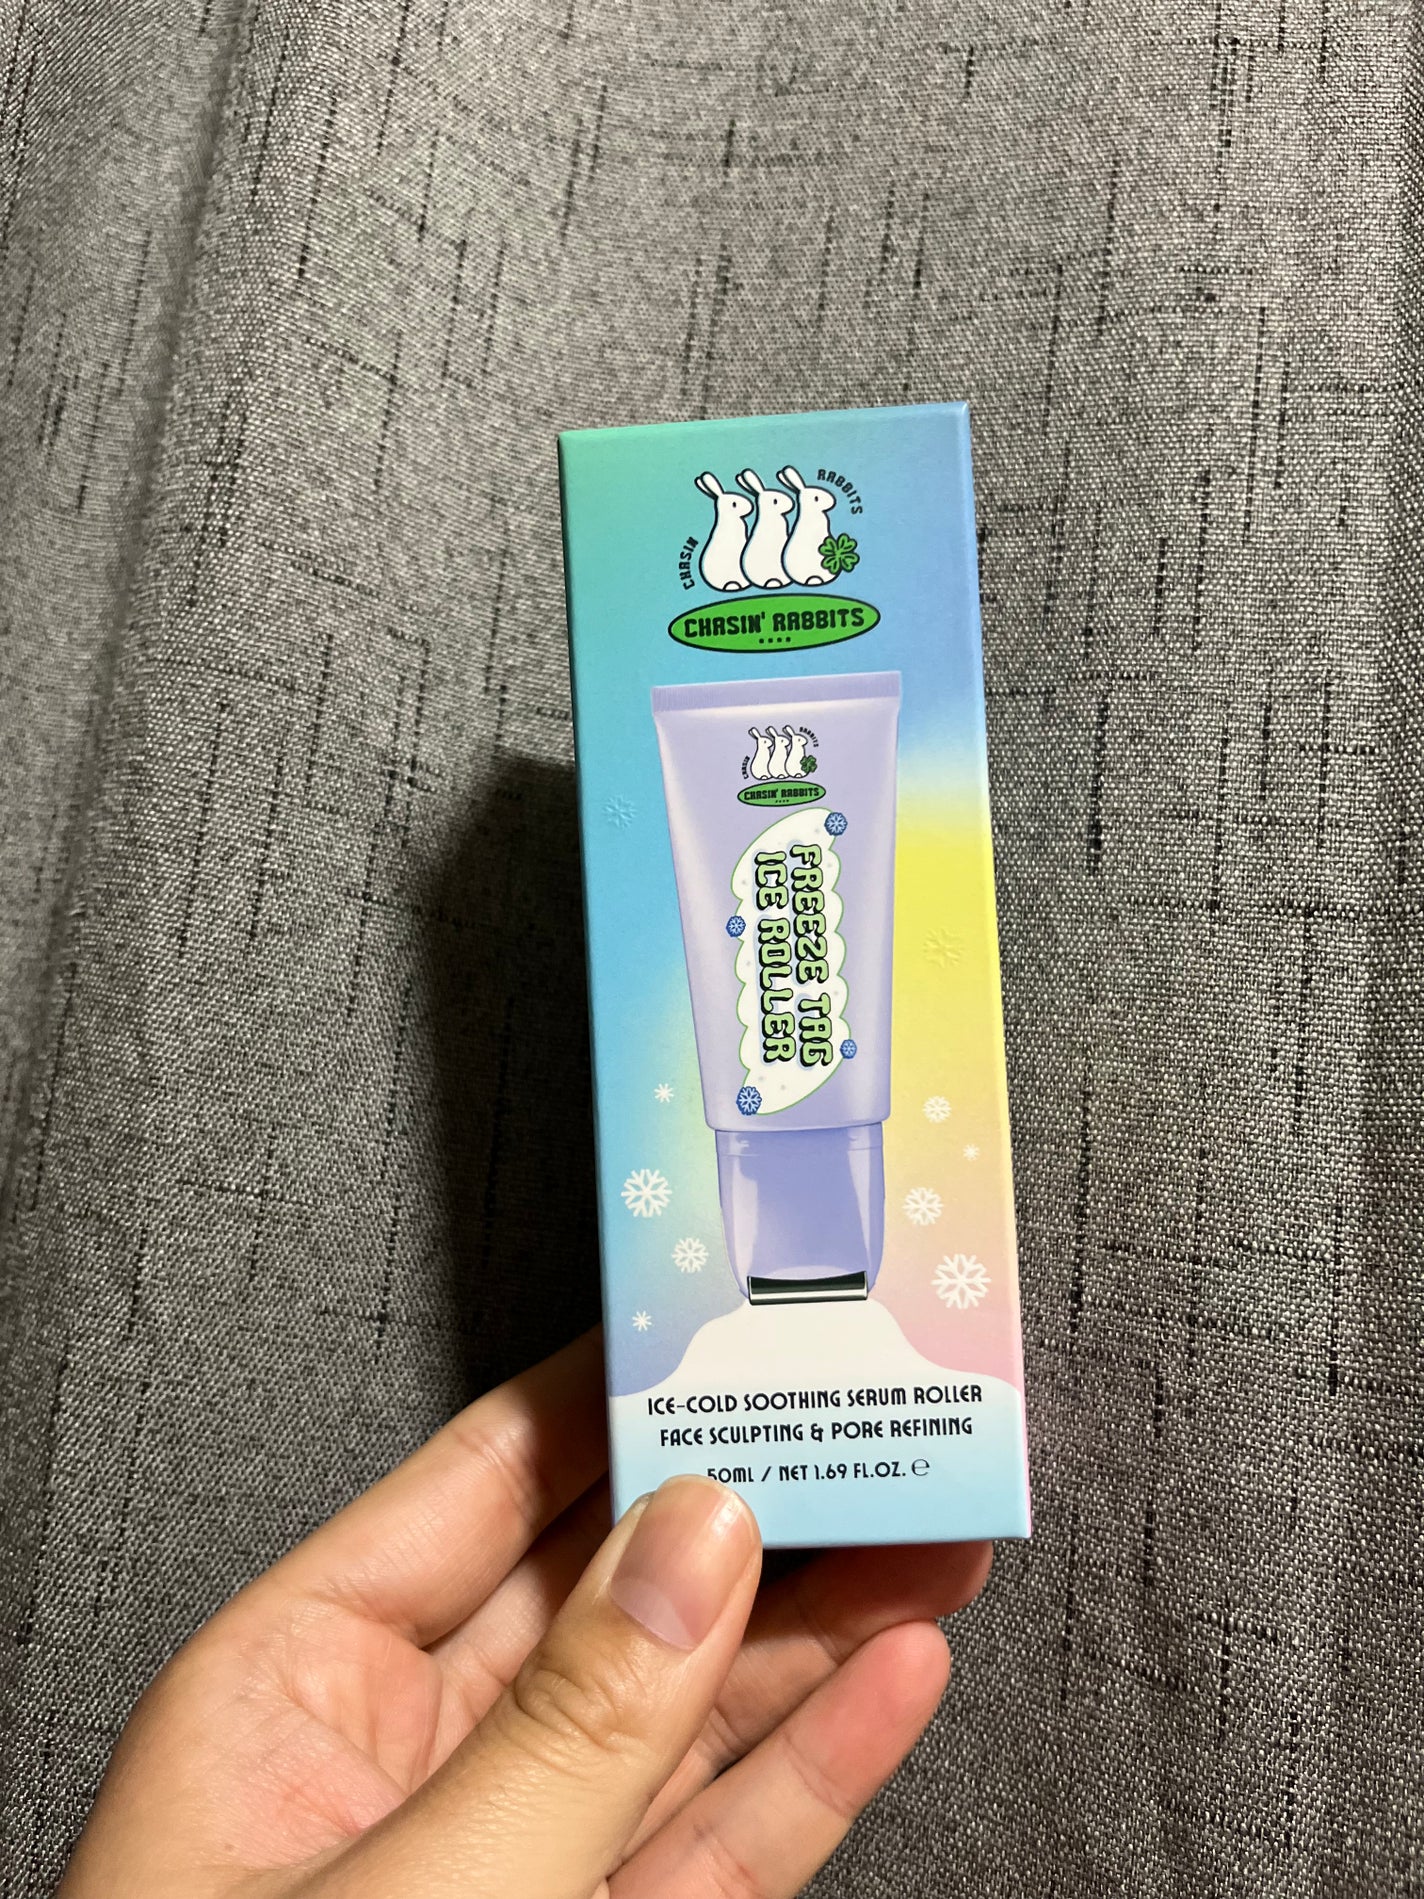 CHASIN RABBITS
CHASIN' RABBITS
CHASIN RABBITS
CHASIN' RABBITS
FREEZE TAG
ICE ROLLER
ICE-COLD SOOTHING SERUM ROLLER
FACE SCULPTING & PORE REFINING
50ML / NET 1.69 FL.OZ. ℮